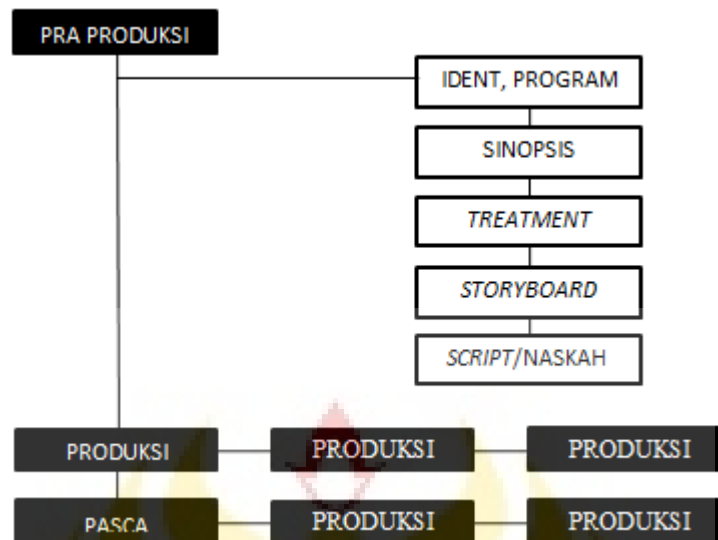 PRA PRODUKSI
IDENT, PROGRAM
SINOPSIS
TREATMENT
STORYBOARD
SCRIPT/NASKAH
PRODUKSI PRODUKSI PRODUKSI
PASCA PRODUKSI PRODUKSI